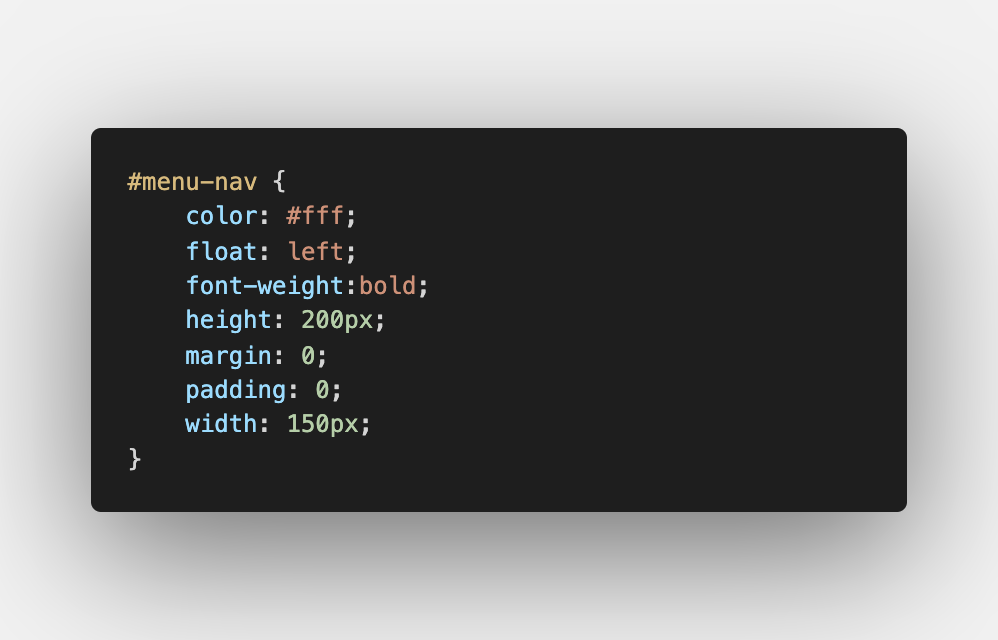 #menu-nav {
    color: #fff;
    float: left;
    font-weight:bold;
    height: 200px;
    margin: 0;
    padding: 0;
    width: 150px;
}